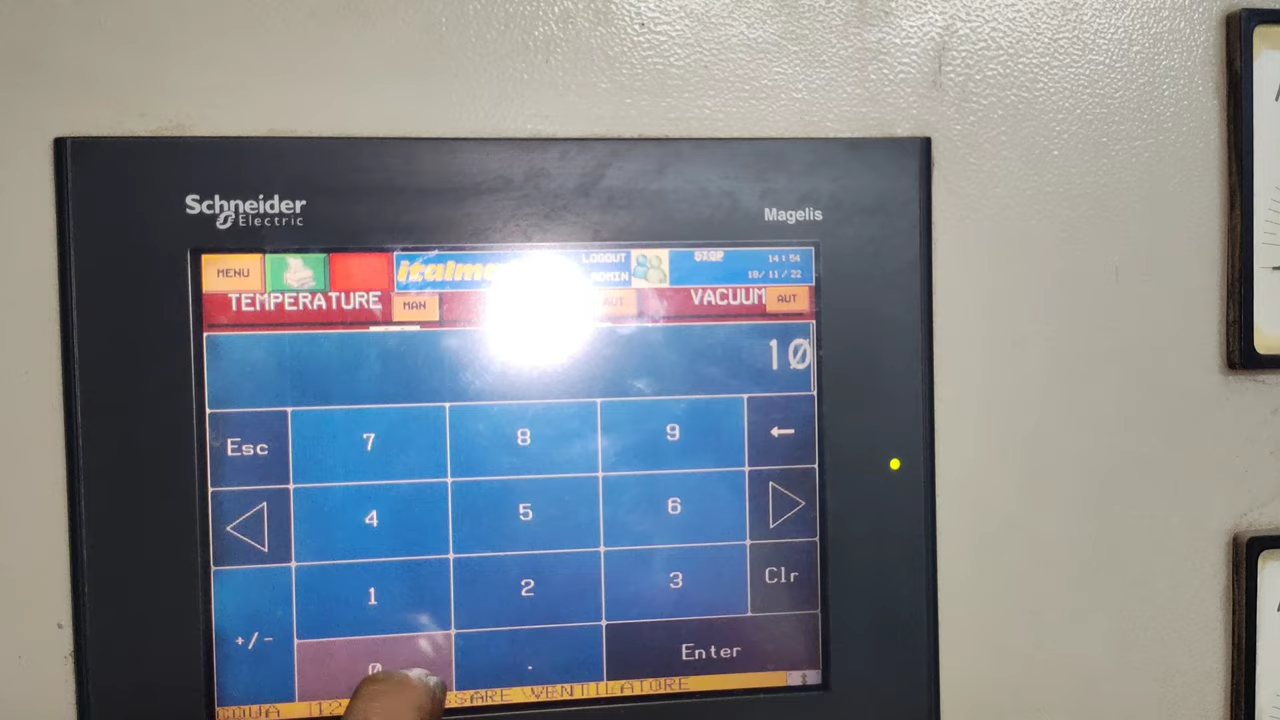 Schneider
Electric
Magelis
MENU
LOGOUT
ADMIN
STOP
14:54
10/11/22
TEMPERATURE
MAN
AUT
VACUUM
AUT
10
Esc
7
8
9
←
4
5
6
1
2
3
Clr
+/-
0
.
Enter
VENTILATORE